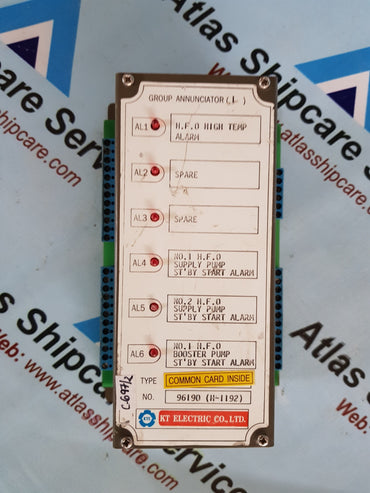 Atlas Shipcare Services
Web: www.atlasshipcare
GROUP ANNUNCIATOR (1)
AL1
H.F.O HIGH TEMP
ALARM
AL2
SPARE
AL3
SPARE
AL4
NO.1 H.F.O
SUPPLY PUMP
ST'BY START ALARM
AL5
NO.2 H.F.O
SUPPLY PUMP
ST'BY START ALARM
AL6
NO.1 H.F.O
BOOSTER PUMP
ST'BY START ALARM
TYPE
COMMON CARD INSIDE
NO.
96190 (H-1192)
KT ELECTRIC CO., LTD.